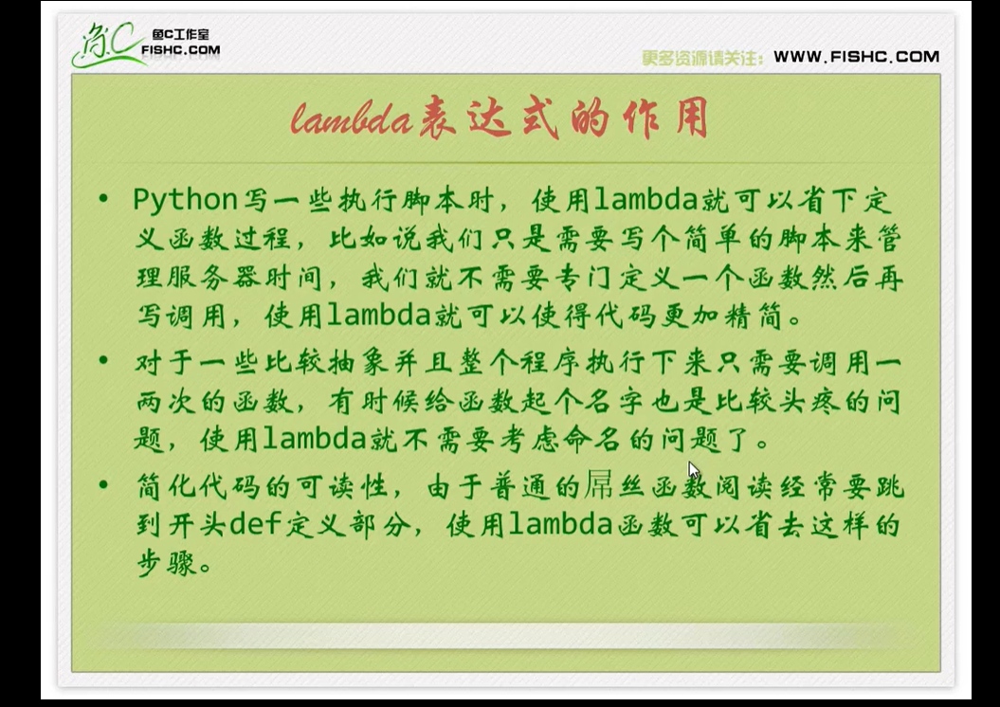 鱼C 鱼C工作室
FISHC.COM
更多资源请关注： WWW.FISHC.COM
lambda表达式的作用
• Python写一些执行脚本时，使用lambda就可以省下定
义函数过程，比如说我们只是需要写个简单的脚本来管
理服务器时间，我们就不需要专门定义一个函数然后再
写调用，使用lambda就可以使得代码更加精简。
• 对于一些比较抽象并且整个程序执行下来只需要调用一
两次的函数，有时候给函数起个名字也是比较头疼的问
题，使用lambda就不需要考虑命名的问题了。
• 简化代码的可读性，由于普通的屌丝函数阅读经常要跳
到开头def定义部分，使用lambda函数可以省去这样的
步骤。